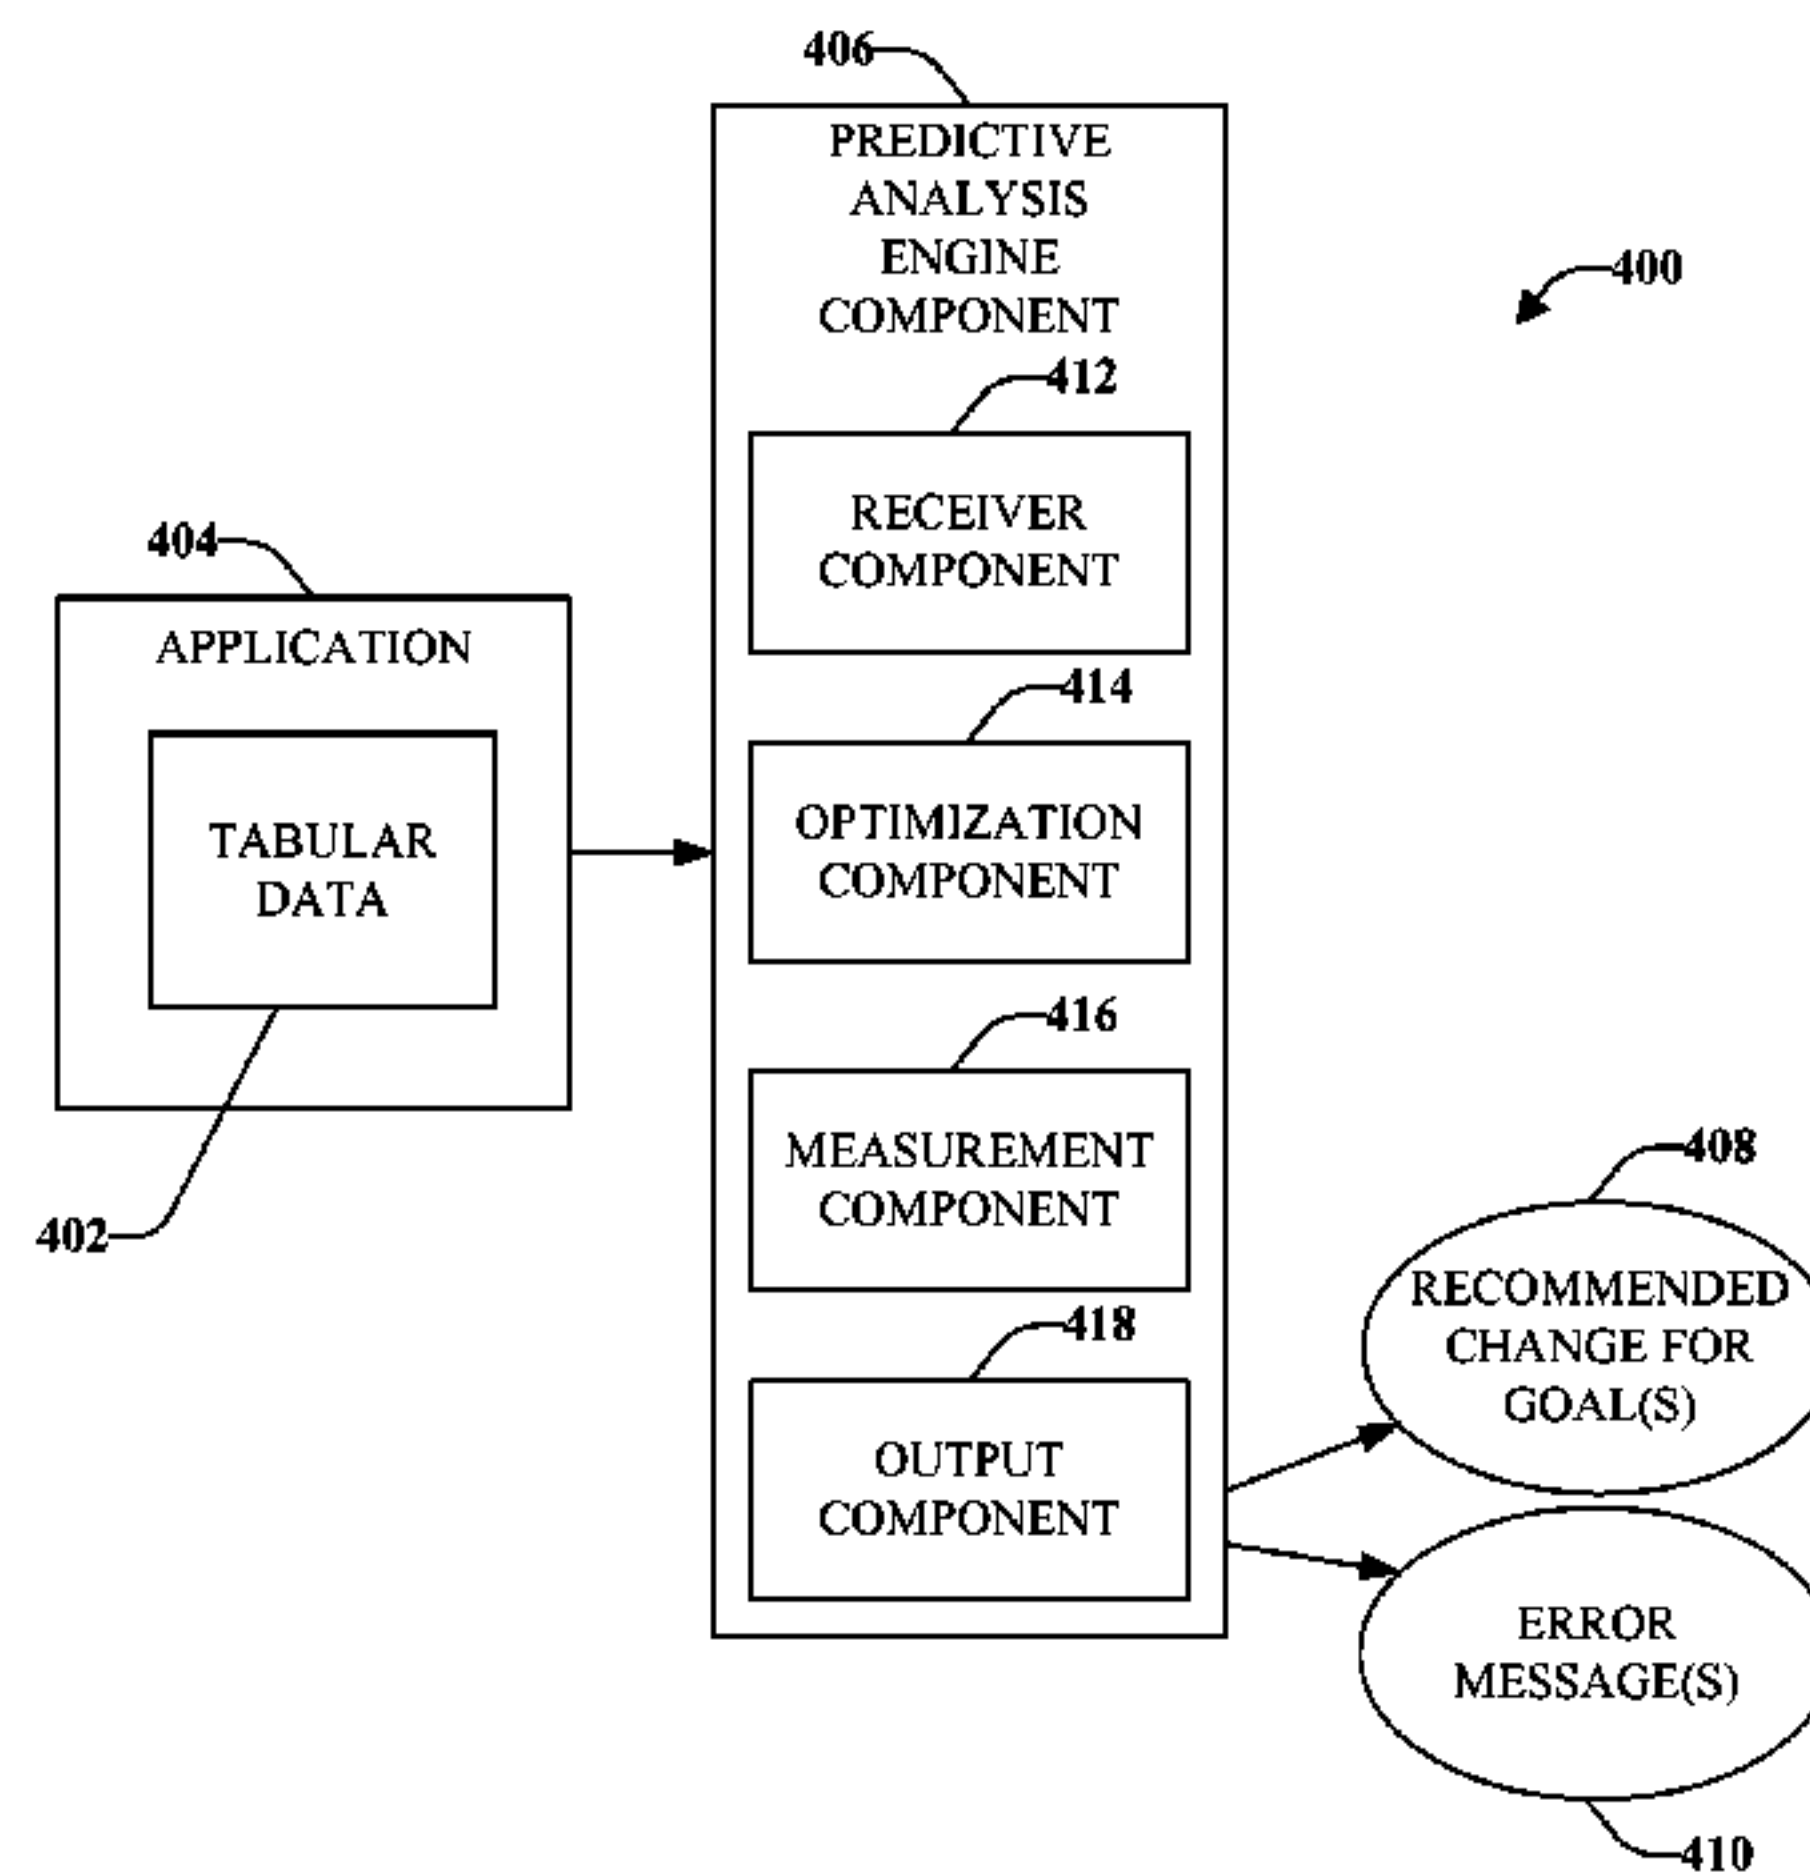 406
PREDICTIVE
ANALYSIS
ENGINE
COMPONENT
400
412
RECEIVER
COMPONENT
404
APPLICATION
TABULAR
DATA
402
414
OPTIMIZATION
COMPONENT
416
MEASUREMENT
COMPONENT
418
OUTPUT
COMPONENT
408
RECOMMENDED
CHANGE FOR
GOAL(S)
ERROR
MESSAGE(S)
410